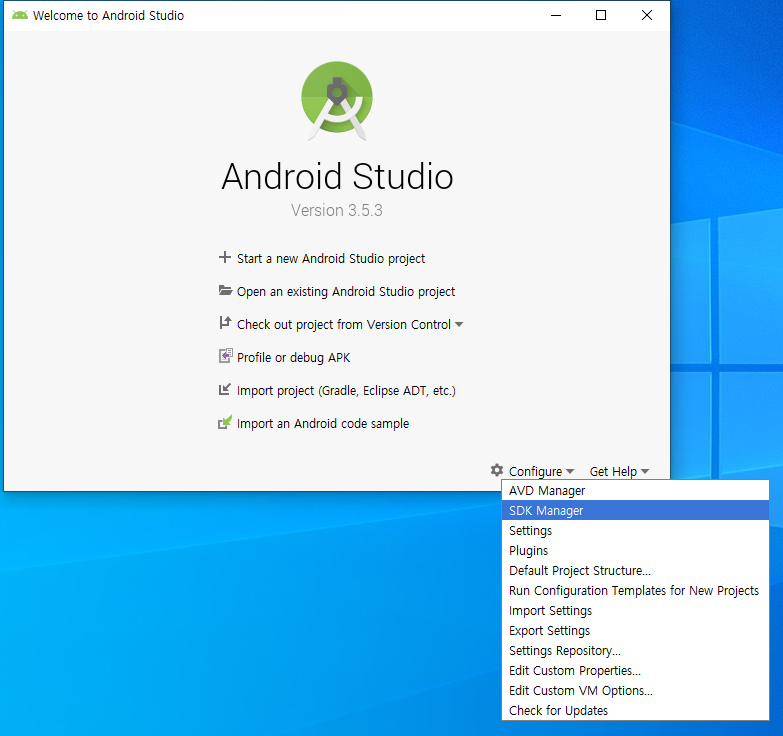 Welcome to Android Studio
Android Studio
Version 3.5.3
Start a new Android Studio project
Open an existing Android Studio project
Check out project from Version Control
Profile or debug APK
Import project (Gradle, Eclipse ADT, etc.)
Import an Android code sample
Configure Get Help
AVD Manager
SDK Manager
Settings
Plugins
Default Project Structure...
Run Configuration Templates for New Projects
Import Settings
Export Settings
Settings Repository...
Edit Custom Properties...
Edit Custom VM Options...
Check for Updates